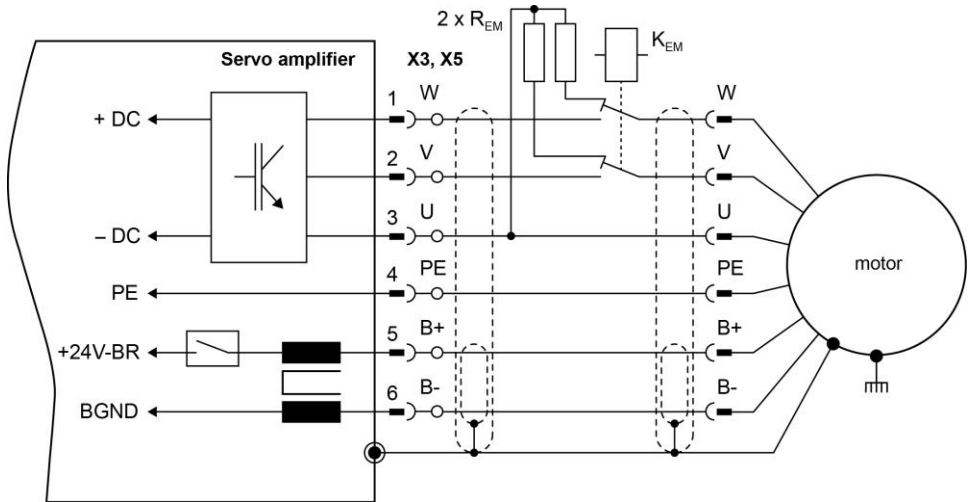 2 x REM
KEM
Servo amplifier
X3, X5
1 W
W
+ DC
2 V
V
3 U
U
– DC
4 PE
PE
PE
motor
5 B+
B+
+24V-BR
6 B-
B-
BGND